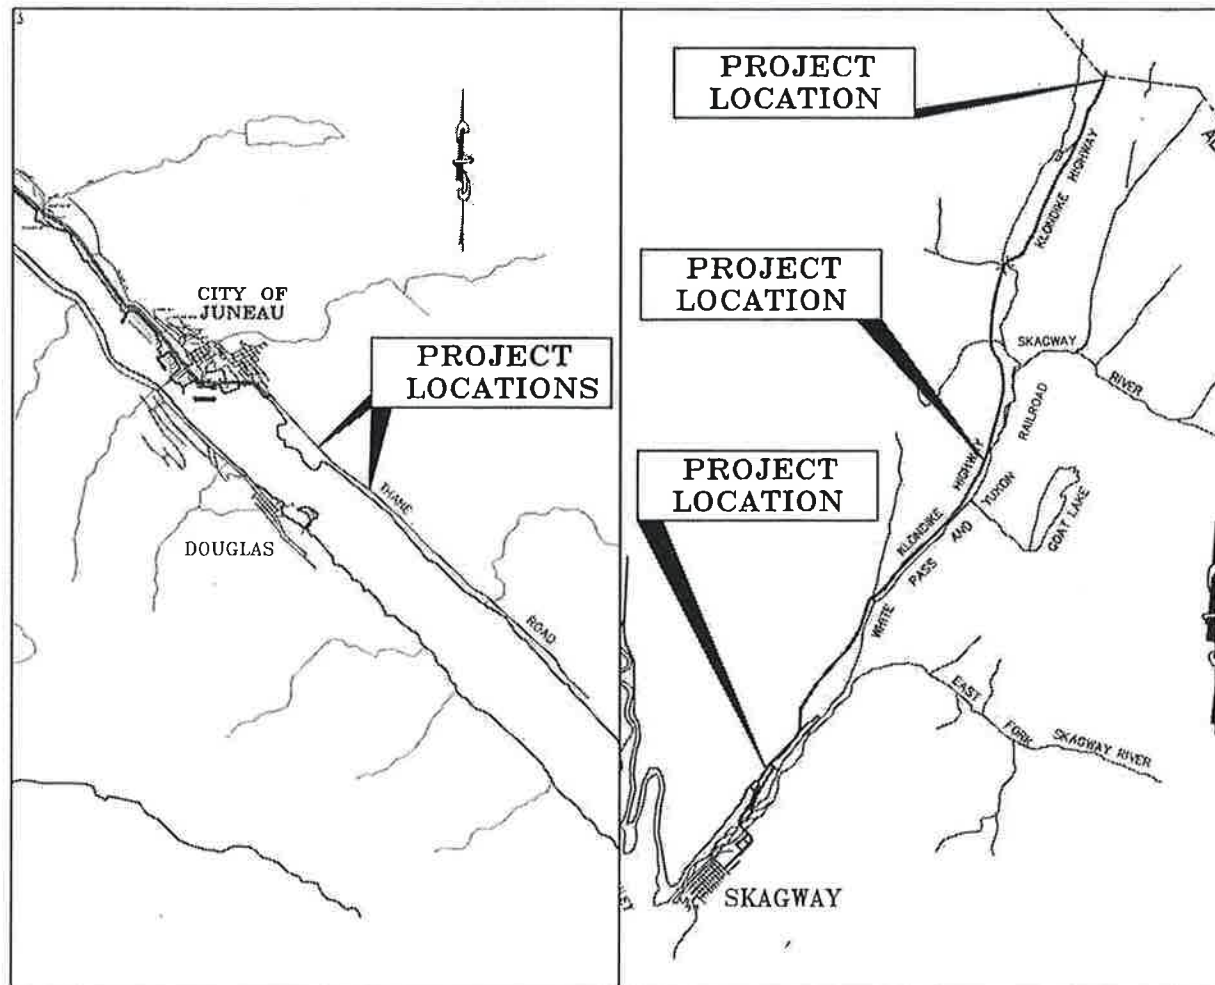 CITY OF
JUNEAU
PROJECT
LOCATIONS
DOUGLAS
THANE
ROAD
PROJECT
LOCATION
PROJECT
LOCATION
PROJECT
LOCATION
KLONDIKE HIGHWAY
SKAGWAY
RIVER
KLONDIKE HIGHWAY
WHITE PASS AND YUKON RAILROAD
GOAT LAKE
EAST
FORK
SKAGWAY RIVER
SKAGWAY